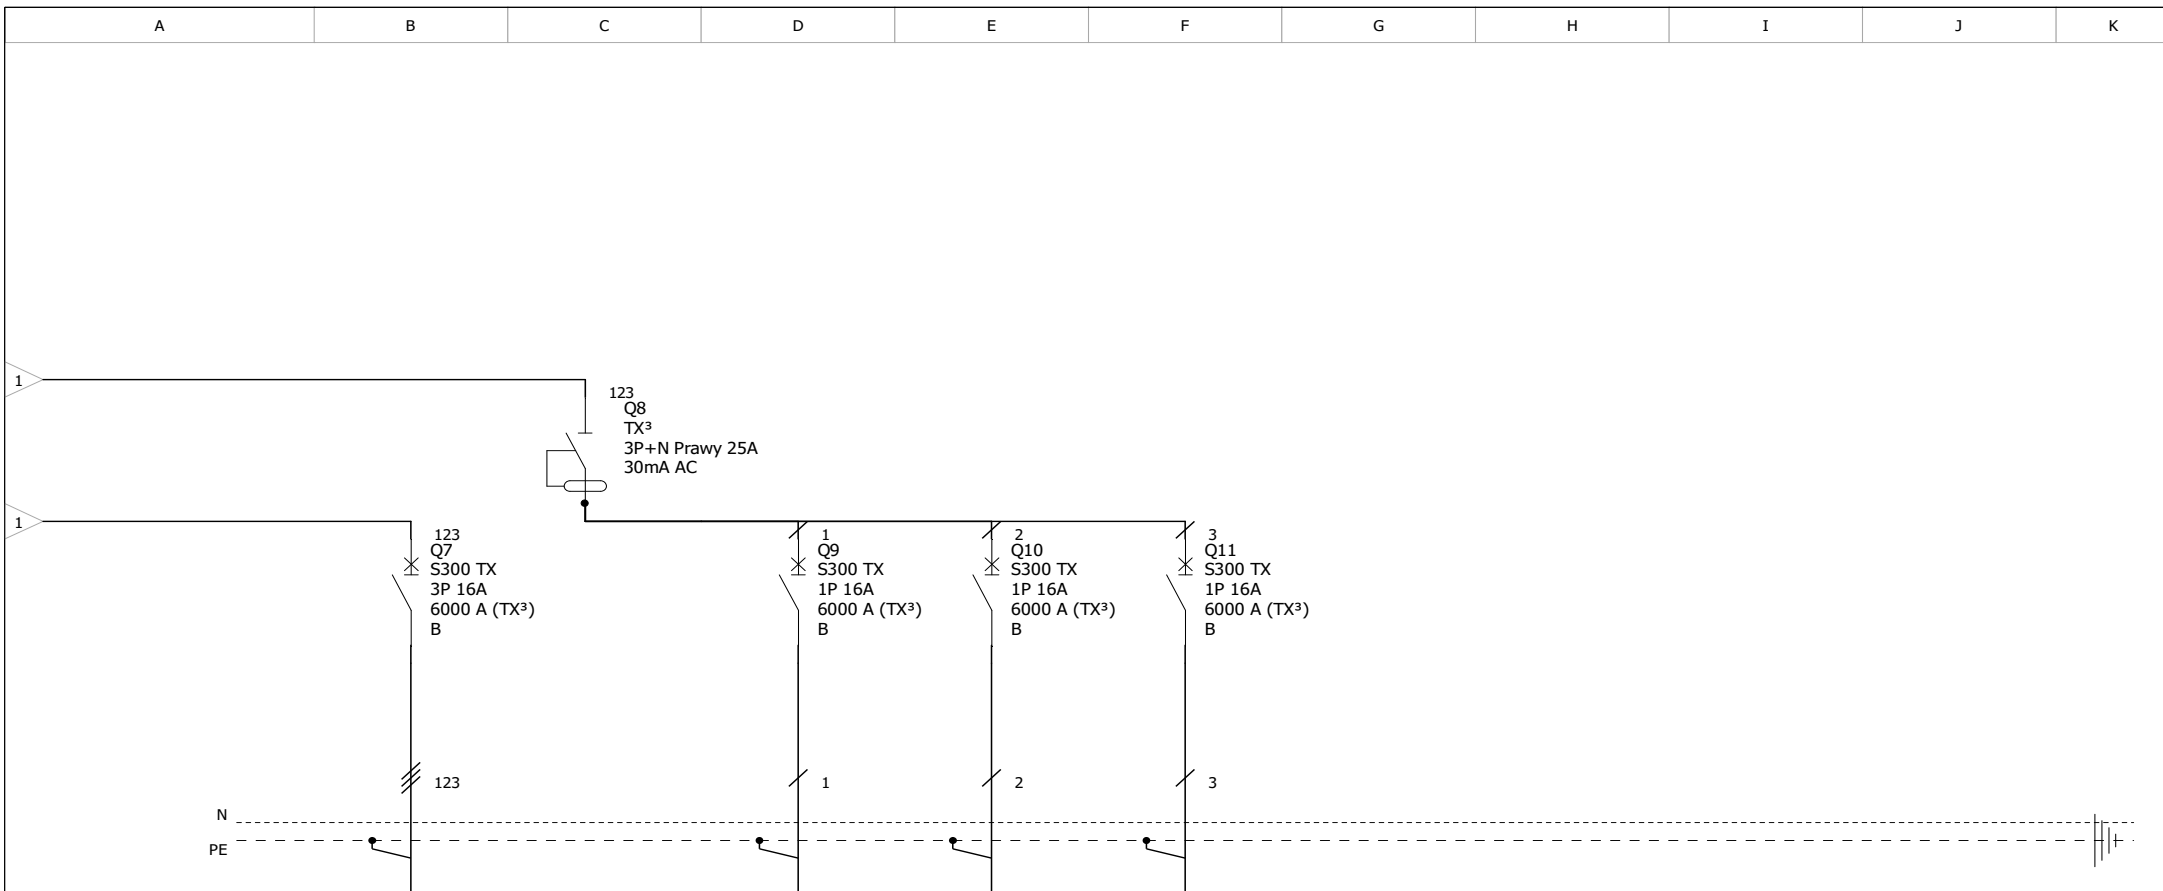 A B C D E F G H I J K
1
123
Q8
TX³
3P+N Prawy 25A
30mA AC
1
123
Q7
S300 TX
3P 16A
6000 A (TX³)
B
1
Q9
S300 TX
1P 16A
6000 A (TX³)
B
2
Q10
S300 TX
1P 16A
6000 A (TX³)
B
3
Q11
S300 TX
1P 16A
6000 A (TX³)
B
123
1
2
3
N
PE